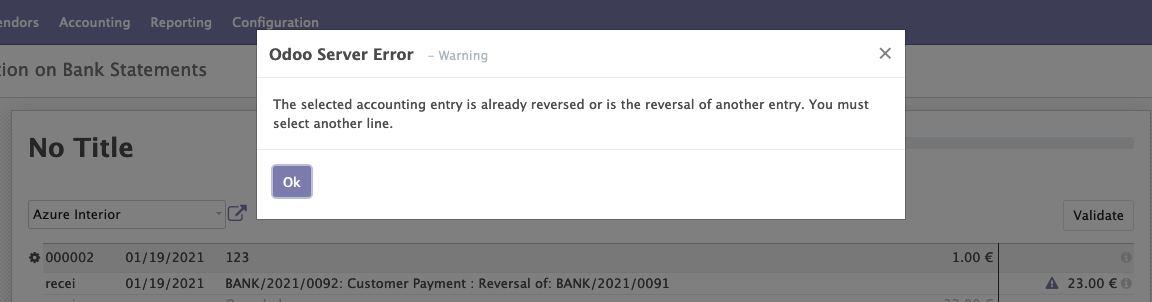 endors Accounting Reporting Configuration
Odoo Server Error – Warning
tion on Bank Statements
The selected accounting entry is already reversed or is the reversal of another entry. You must
select another line.
No Title
Ok
Azure Interior
Validate
000002 01/19/2021 123 1.00 €
recei 01/19/2021 BANK/2021/0092: Customer Payment : Reversal of: BANK/2021/0091 23.00 €